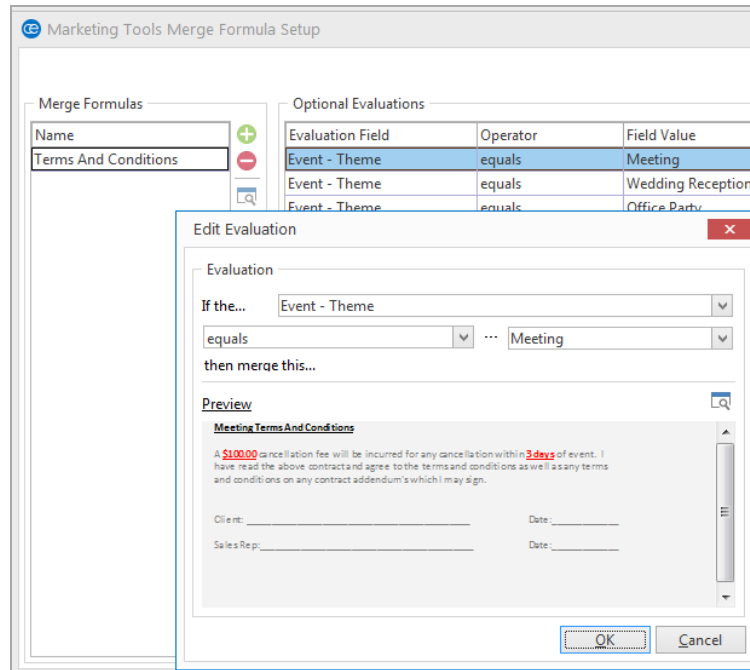 Marketing Tools Merge Formula Setup
Merge Formulas
Optional Evaluations
Name
Evaluation Field Operator Field Value
Terms And Conditions
Event - Theme equals Meeting
Event - Theme equals Wedding Reception
Event - Theme equals Office Party
Edit Evaluation
Evaluation
If the... Event - Theme
equals ... Meeting
then merge this...
Preview
Meeting Terms And Conditions
A $100.00 cancellation fee will be incurred for any cancellation within 3 days of event. I
have read the above contract and agree to the terms and conditions as well as any terms
and conditions on any contract addendum's which I may sign.
Client: ______________________ Date:____________
Sales Rep:______________________ Date:____________
OK Cancel